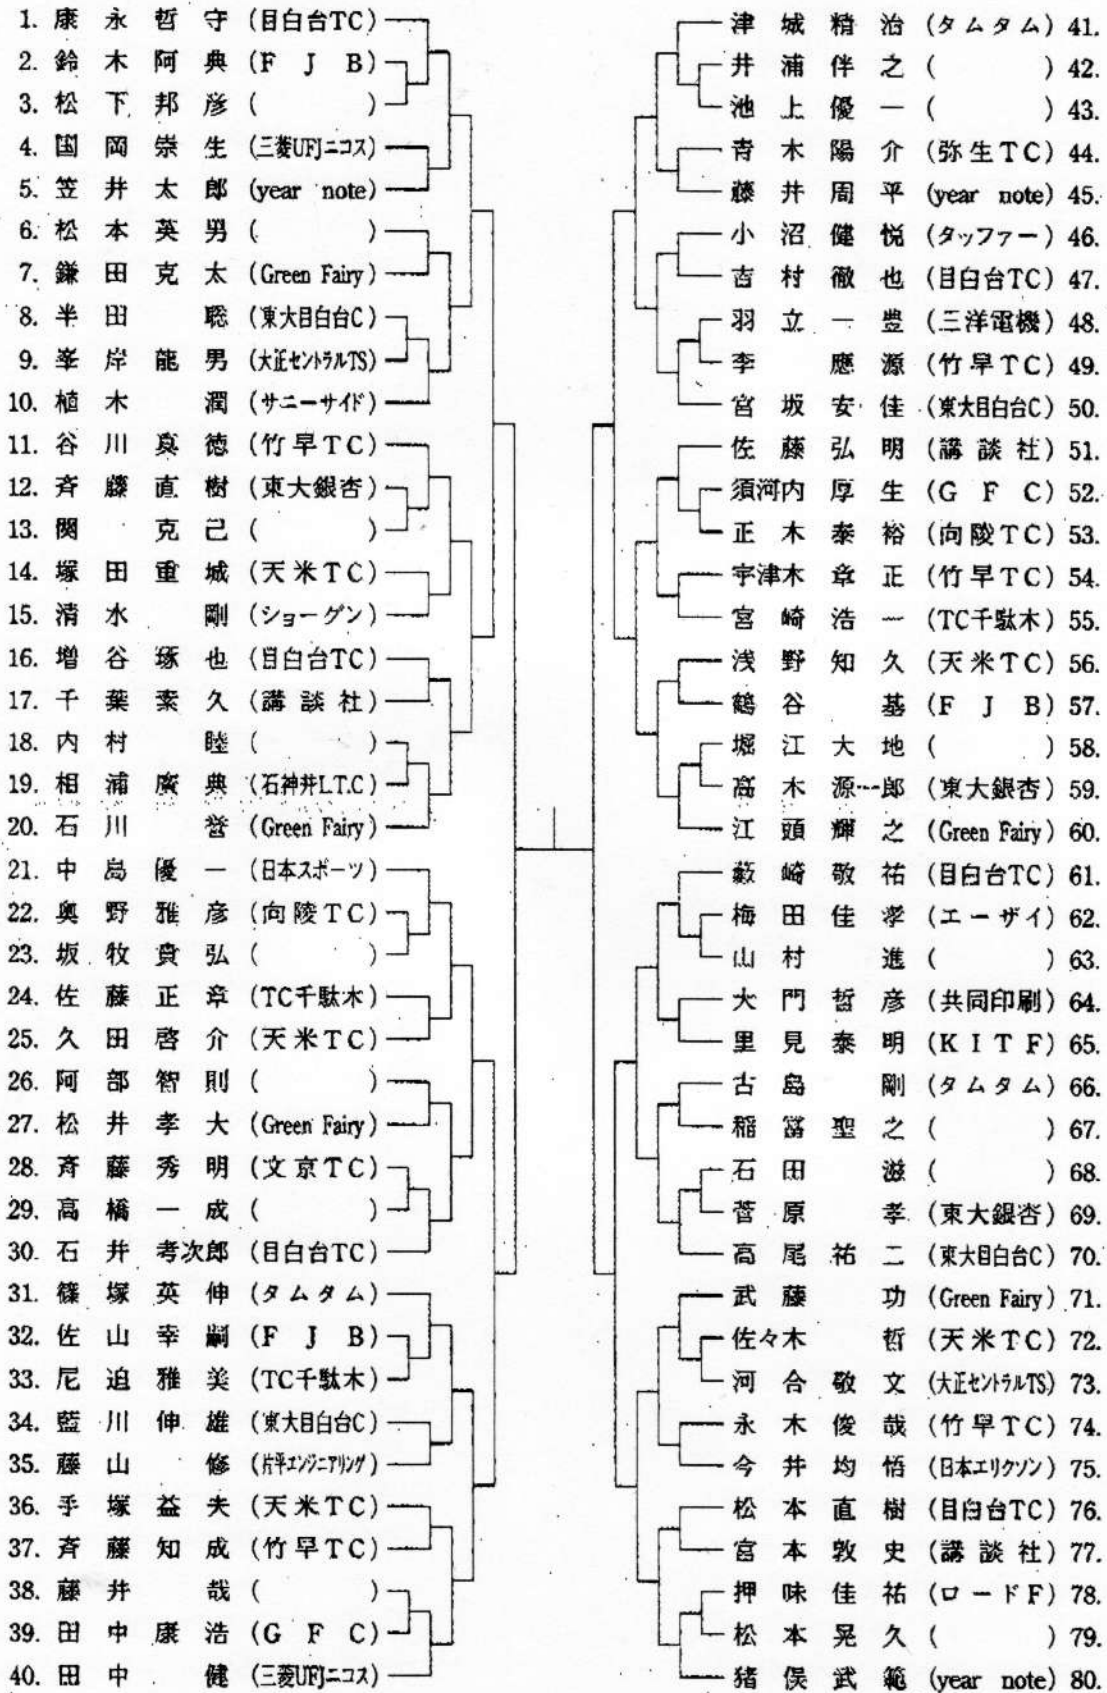 1. 康永哲守 (目白台TC)
2. 鈴木阿典 (F J B)
3. 松下邦彦 ( )
4. 国岡崇生 (三菱UFJニコス)
5. 笠井太郎 (year note)
6. 松本英男 ( )
7. 鎌田克太 (Green Fairy)
8. 半田 聡 (東大目白台C)
9. 峯岸龍男 (大正セントラルTS)
10. 植木 潤 (サニーサイド)
11. 谷川真徳 (竹早TC)
12. 斉藤直樹 (東大銀杏)
13. 関 克己 ( )
14. 塚田重城 (天米TC)
15. 清水 剛 (ショーグン)
16. 増谷琢也 (目白台TC)
17. 千葉素久 (講談社)
18. 内村 睦 ( )
19. 相浦廣典 (石神井L.T.C)
20. 石川 誉 (Green Fairy)
21. 中島優一 (日本スポーツ)
22. 奥野雅彦 (向陵TC)
23. 坂牧貴弘 ( )
24. 佐藤正章 (TC千駄木)
25. 久田啓介 (天米TC)
26. 阿部智則 ( )
27. 松井孝大 (Green Fairy)
28. 斉藤秀明 (文京TC)
29. 高橋一成 ( )
30. 石井考次郎 (目白台TC)
31. 篠塚英伸 (タムタム)
32. 佐山幸嗣 (F J B)
33. 尼迫雅美 (TC千駄木)
34. 藍川伸雄 (東大目白台C)
35. 藤山 修 (片平エンジニアリング)
36. 手塚益夫 (天米TC)
37. 斉藤知成 (竹早TC)
38. 藤井 哉 ( )
39. 田中康浩 (G F C)
40. 田中 健 (三菱UFJニコス)
津城精治 (タムタム) 41.
井浦伴之 ( ) 42.
池上優一 ( ) 43.
青木陽介 (弥生TC) 44.
藤井周平 (year note) 45.
小沼健悦 (タッファー) 46.
吉村徹也 (目白台TC) 47.
羽立一豊 (三洋電機) 48.
李 應源 (竹早TC) 49.
宮坂安佳 (東大目白台C) 50.
佐藤弘明 (講談社) 51.
須河内厚生 (G F C) 52.
正木泰裕 (向陵TC) 53.
宇津木章正 (竹早TC) 54.
宮崎浩一 (TC千駄木) 55.
浅野知久 (天米TC) 56.
鶴谷 基 (F J B) 57.
堀江大地 ( ) 58.
高木源一郎 (東大銀杏) 59.
江頭輝之 (Green Fairy) 60.
藪崎敬祐 (目白台TC) 61.
梅田佳孝 (エーザイ) 62.
山村 進 ( ) 63.
大門哲彦 (共同印刷) 64.
里見泰明 (K I T F) 65.
古島 剛 (タムタム) 66.
稲富聖之 ( ) 67.
石田 滋 ( ) 68.
菅原 孝 (東大銀杏) 69.
高尾祐二 (東大目白台C) 70.
武藤 功 (Green Fairy) 71.
佐々木 哲 (天米TC) 72.
河合敬文 (大正セントラルTS) 73.
永木俊哉 (竹早TC) 74.
今井均悟 (日本エリクソン) 75.
松本直樹 (目白台TC) 76.
宮本敦史 (講談社) 77.
押味佳祐 (ロードF) 78.
松本晃久 ( ) 79.
猪俣武範 (year note) 80.